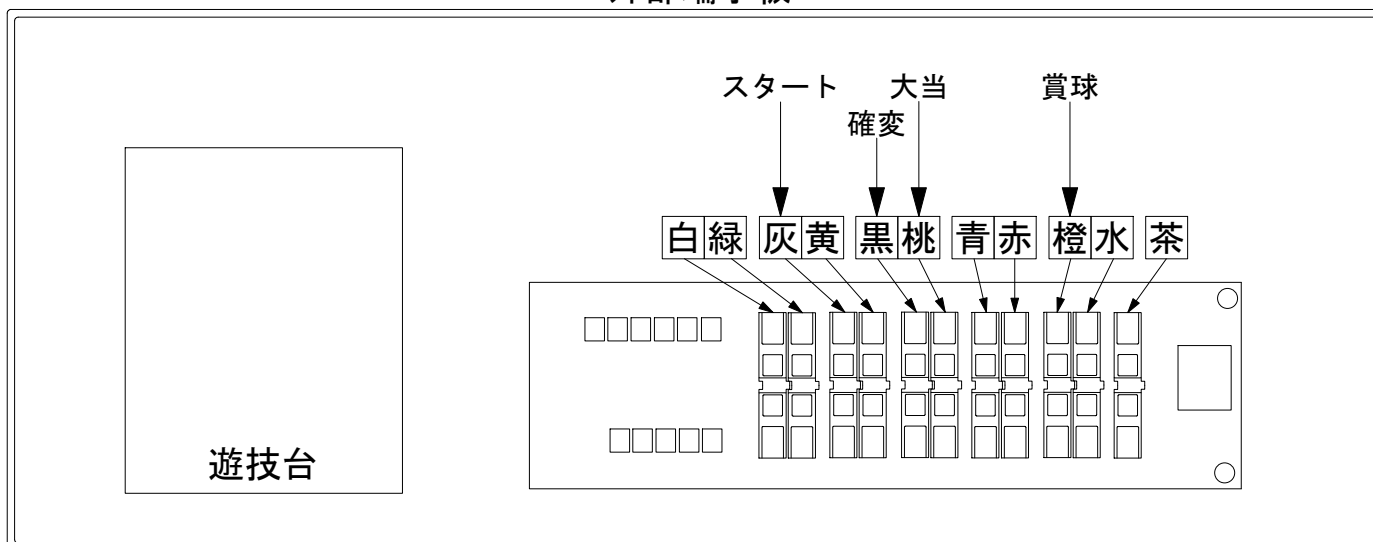 スタート 大当 賞球
確変
白 緑 灰 黄 黒 桃 青 赤 橙 水 茶
遊技台